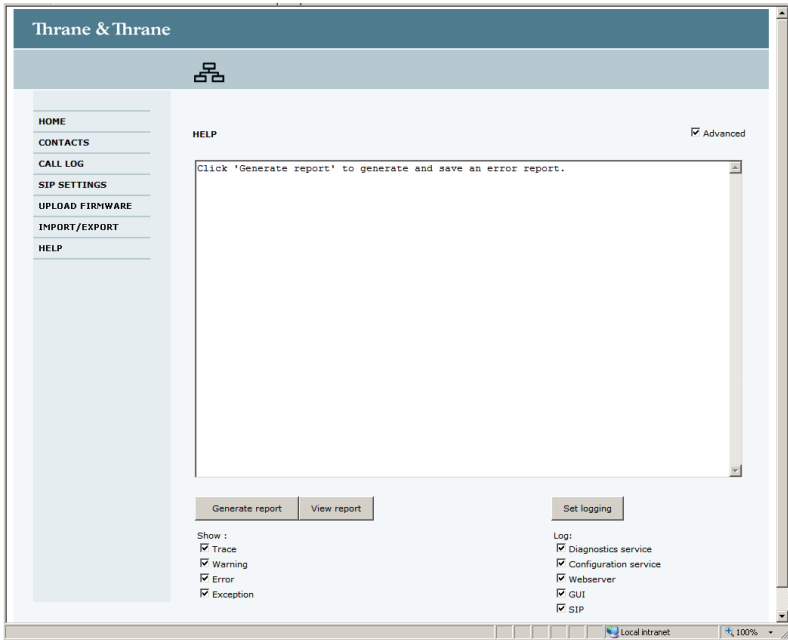 Thrane & Thrane
HOME
CONTACTS
CALL LOG
SIP SETTINGS
UPLOAD FIRMWARE
IMPORT/EXPORT
HELP
HELP
Advanced
Click 'Generate report' to generate and save an error report.
Generate report
View report
Set logging
Show :
Trace
Warning
Error
Exception
Log:
Diagnostics service
Configuration service
Webserver
GUI
SIP
Local intranet
100%